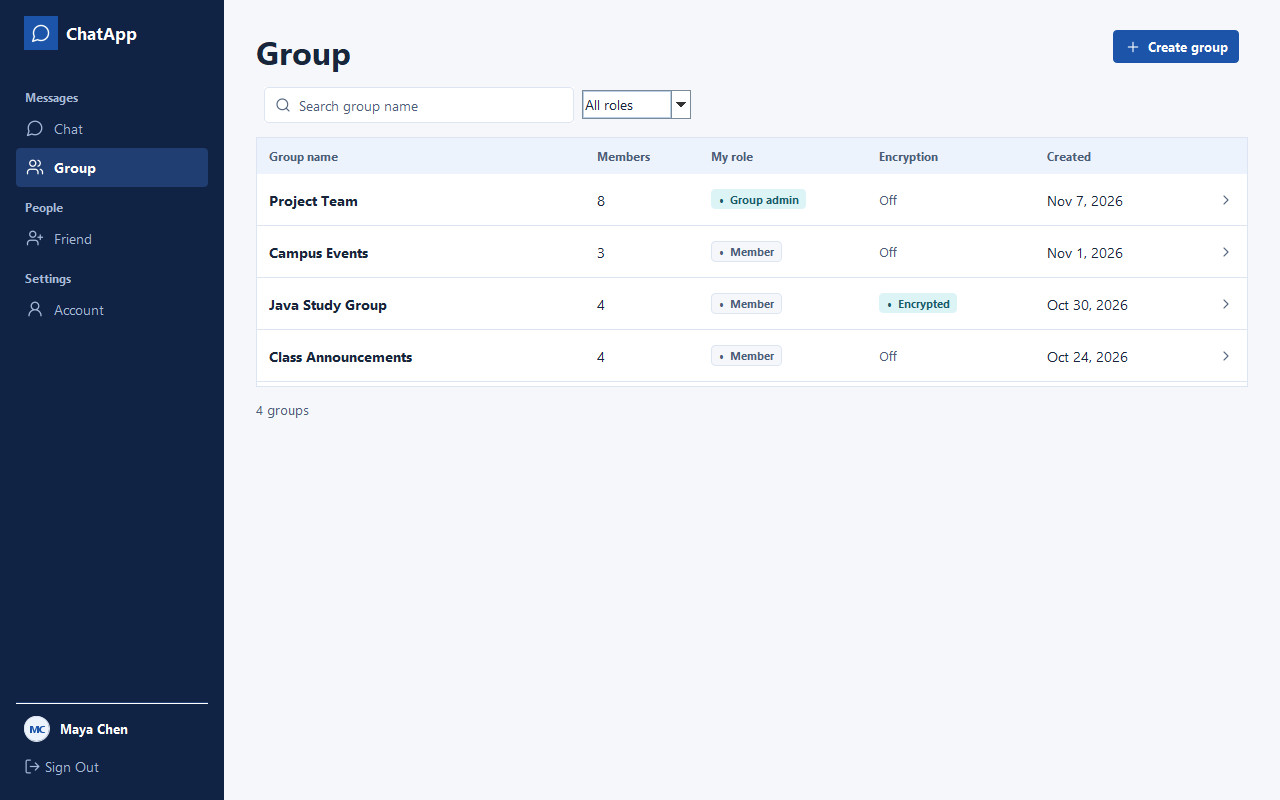 ChatApp
Messages
Chat
Group
People
Friend
Settings
Account
MC Maya Chen
Sign Out
Group
Create group
Search group name
All roles
Group name Members My role Encryption Created
Project Team 8 • Group admin Off Nov 7, 2026
Campus Events 3 • Member Off Nov 1, 2026
Java Study Group 4 • Member • Encrypted Oct 30, 2026
Class Announcements 4 • Member Off Oct 24, 2026
4 groups